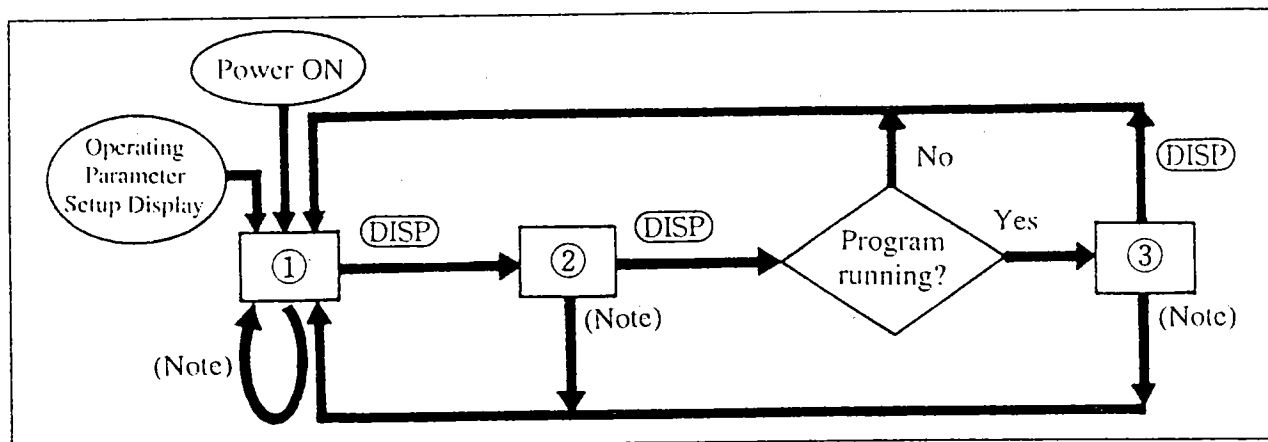 Power ON
Operating
Parameter
Setup Display
DISP
DISP
No
DISP
Yes
Program
running?
①
②
③
(Note)
(Note)
(Note)